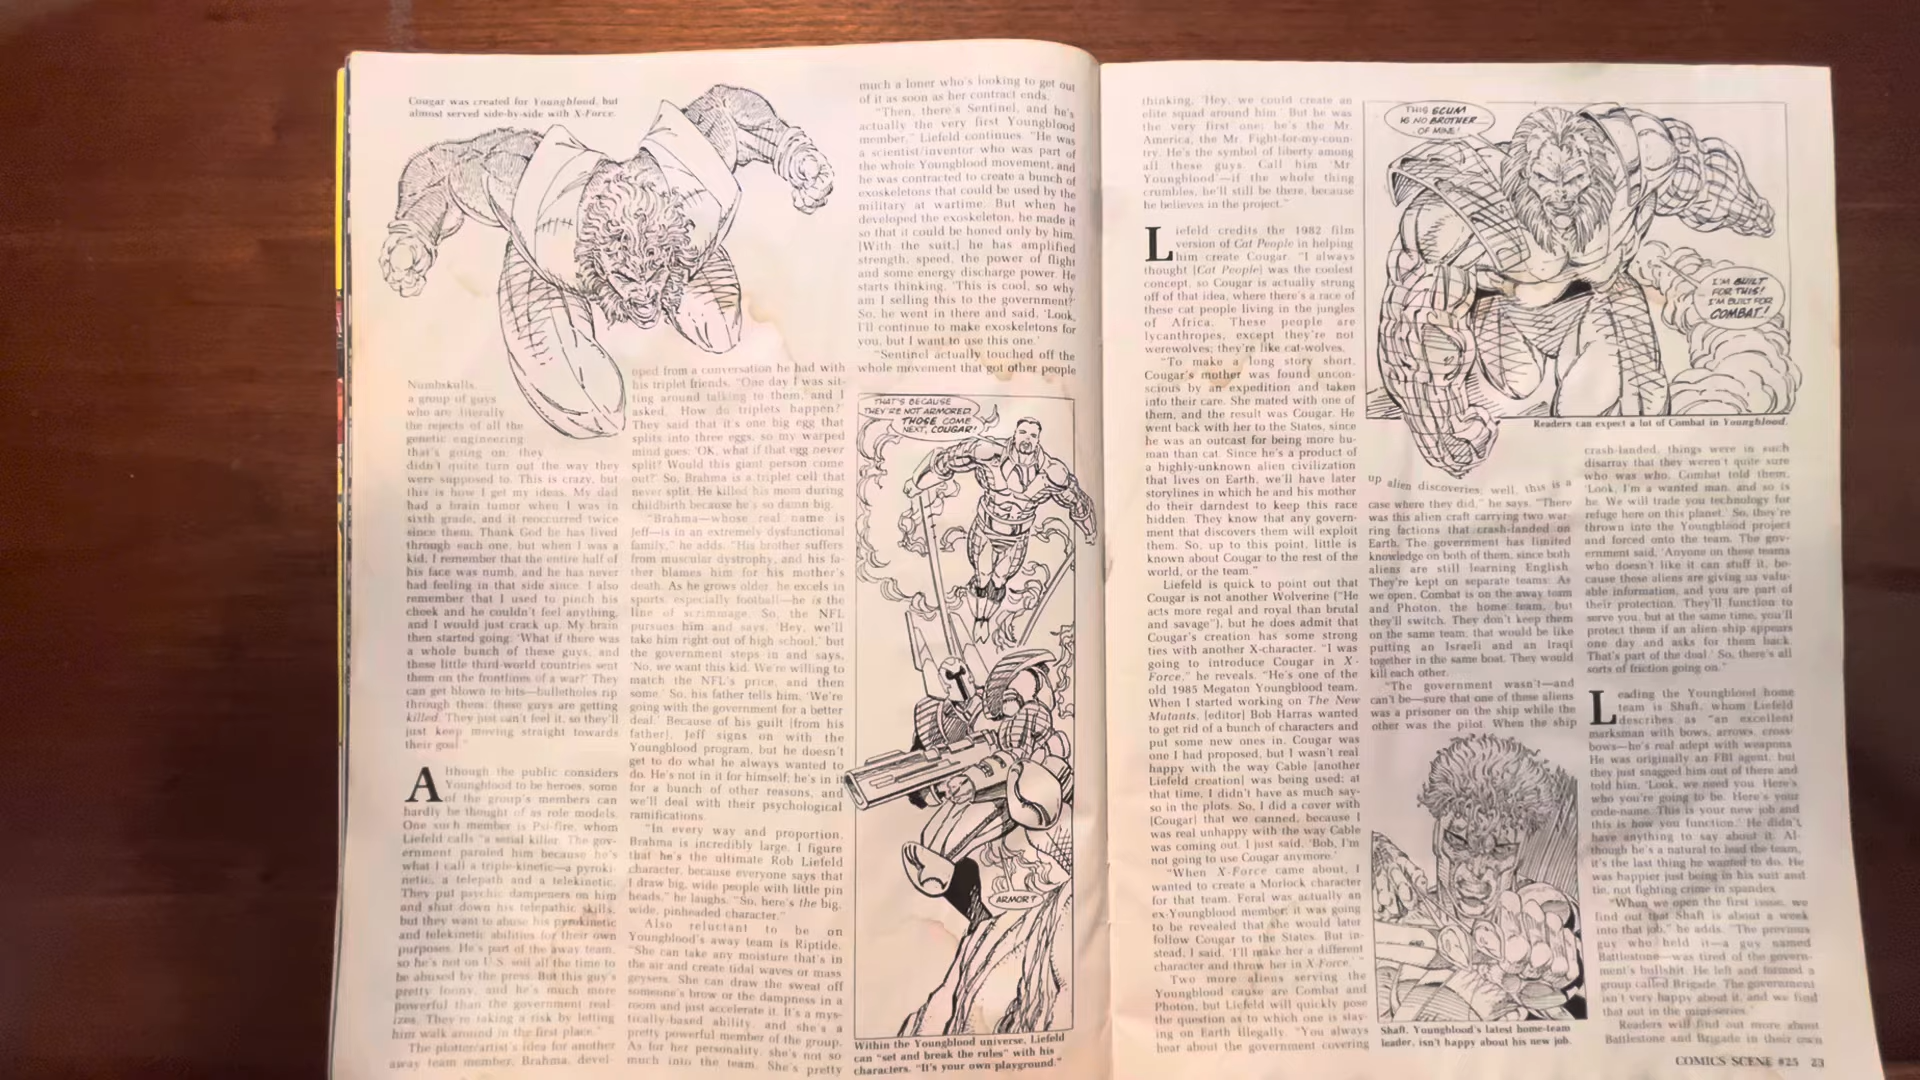 Cougar was created for Youngblood, but
almost served side-by-side with X-Force.
Numbskulls
a group of guys
who are literally
the rejects of all the
genetic engineering
that's going on; they
didn't quite turn out the way they
were supposed to. This is crazy, but
this is how I get my ideas. My dad
had a brain tumor when I was in
sixth grade, and it reoccurred twice
since them. Thank God he has lived
through each one, but when I was a
kid, I remember that the entire half of
his face was numb, and he has never
had feeling in that side since. I also
remember that I used to pinch his
cheek and he couldn't feel anything,
and I would just crack up. My brain
then started going, 'What if there was
a whole bunch of these guys, and
these little third-world countries sent
them on the frontlines of a war?' They
can get blown to bits—bulletholes rip
through them; these guys are getting
killed. They just can't feel it, so they'll
just keep moving straight towards
their goal."
Although the public considers
Youngblood to be heroes, some
of the group's members can
hardly be thought of as role models.
One such member is Psi-fire, whom
Liefeld calls "a serial killer. The gov-
ernment paroled him because he's
what I call a triple-kinetic—a pyroki-
netic, a telepath and a telekinetic.
They put psychic dampeners on him
and shut down his telepathic skills,
but they want to abuse his pyrokinetic
and telekinetic abilities for their own
purposes. He's part of the away team,
so he's not on U.S. soil all the time to
be abused by the press. But this guy's
pretty loony, and he's much more
powerful than the government real-
izes. They're taking a risk by letting
him walk around in the first place."
The plotter/artist's idea for another
away team member, Brahma, devel-
oped from a conversation he had with
his triplet friends. "One day I was sit-
ting around talking to them, and I
asked, 'How do triplets happen?'
They said that it's one big egg that
splits into three eggs, so my warped
mind goes, 'OK, what if that egg never
split? Would this giant person come
out?' So, Brahma is a triplet cell that
never split. He killed his mom during
childbirth because he's so damn big.
"Brahma—whose real name is
Jeff—is in an extremely dysfunctional
family," he adds. "His brother suffers
from muscular dystrophy, and his fa-
ther blames him for his mother's
death. As he grows older, he excels in
sports, especially football—he is the
line of scrimmage. So, the NFL
pursues him and says, 'Hey, we'll
take him right out of high school,' but
the government steps in and says,
'No, we want this kid. We're willing to
match the NFL's price, and then
some.' So, his father tells him, 'We're
going with the government for a better
deal.' Because of his guilt [from his
father], Jeff signs on with the
Youngblood program, but he doesn't
get to do what he always wanted to
do. He's not in it for himself; he's in it
for a bunch of other reasons, and
we'll deal with their psychological
ramifications.
"In every way and proportion,
Brahma is incredibly large. I figure
that he's the ultimate Rob Liefeld
character, because everyone says that
I draw big, wide people with little pin
heads," he laughs. "So, here's the big,
wide, pinheaded character."
Also reluctant to be on
Youngblood's away team is Riptide.
"She can take any moisture that's in
the air and create tidal waves or mass
geysers. She can draw the sweat off
someone's brow or the dampness in a
room and just accelerate it. It's a mys-
tically-based ability, and she's a
pretty powerful member of the group.
As for her personality, she's not so
much into the team. She's pretty
much a loner who's looking to get out
of it as soon as her contract ends.
"Then, there's Sentinel, and he's
actually the very first Youngblood
member," Liefeld continues. "He was
a scientist/inventor who was part of
the whole Youngblood movement, and
he was contracted to create a bunch of
exoskeletons that could be used by the
military at wartime. But when he
developed the exoskeleton, he made it
so that it could be honed only by him.
[With the suit,] he has amplified
strength, speed, the power of flight
and some energy discharge power. He
starts thinking, 'This is cool, so why
am I selling this to the government?'
So, he went in there and said, 'Look,
I'll continue to make exoskeletons for
you, but I want to use this one.'
"Sentinel actually touched off the
whole movement that got other people
THAT'S BECAUSE
THEY'RE NOT ARMORED!
THOSE COME
NEXT, COUGAR!
ARMOR?
Within the Youngblood universe, Liefeld
can "set and break the rules" with his
characters. "It's your own playground."
thinking, 'Hey, we could create an
elite squad around him.' But he was
the very first one; he's the Mr.
America, the Mr. Fight-for-my-coun-
try. He's the symbol of liberty among
all these guys. Call him 'Mr.
Youngblood'—if the whole thing
crumbles, he'll still be there, because
he believes in the project."
Liefeld credits the 1982 film
version of Cat People in helping
him create Cougar. "I always
thought [Cat People] was the coolest
concept, so Cougar is actually strung
off of that idea, where there's a race of
these cat people living in the jungles
of Africa. These people are
lycanthropes, except they're not
werewolves; they're like cat-wolves.
"To make a long story short,
Cougar's mother was found uncon-
scious by an expedition and taken
into their care. She mated with one of
them, and the result was Cougar. He
went back with her to the States, since
he was an outcast for being more hu-
man than cat. Since he's a product of
a highly-unknown alien civilization
that lives on Earth, we'll have later
storylines in which he and his mother
do their darndest to keep this race
hidden. They know that any govern-
ment that discovers them will exploit
them. So, up to this point, little is
known about Cougar to the rest of the
world, or the team."
Liefeld is quick to point out that
Cougar is not another Wolverine ("He
acts more regal and royal than brutal
and savage"), but he does admit that
Cougar's creation has some strong
ties with another X-character. "I was
going to introduce Cougar in X-
Force," he reveals. "He's one of the
old 1985 Megaton Youngblood team.
When I started working on The New
Mutants, [editor] Bob Harras wanted
to get rid of a bunch of characters and
put some new ones in. Cougar was
one I had proposed, but I wasn't real
happy with the way Cable [another
Liefeld creation] was being used; at
that time, I didn't have as much say-
so in the plots. So, I did a cover with
[Cougar] that we canned, because I
was real unhappy with the way Cable
was coming out. I just said, 'Bob, I'm
not going to use Cougar anymore.'
"When X-Force came about, I
wanted to create a Morlock character
for that team. Feral was actually an
ex-Youngblood member; it was going
to be revealed that she would later
follow Cougar to the States. But in-
stead, I said, 'I'll make her a different
character and throw her in X-Force.' "
Two more aliens serving the
Youngblood cause are Combat and
Photon, but Liefeld will quickly pose
the question as to which one is stay-
ing on Earth illegally. "You always
hear about the government covering
THIS SCUM
IS NO BROTHER
OF MINE!
I'M BUILT
FOR THIS!
I'M BUILT FOR
COMBAT!
Readers can expect a lot of Combat in Youngblood.
up alien discoveries; well, this is a
case where they did," he says. "There
was this alien craft carrying two war-
ring factions that crash-landed on
Earth. The government has limited
knowledge on both of them, since both
aliens are still learning English.
They're kept on separate teams: As
we open, Combat is on the away team
and Photon, the home team, but
they'll switch. They don't keep them
on the same team; that would be like
putting an Israeli and an Iraqi
together in the same boat. They would
kill each other.
"The government wasn't—and
can't be—sure that one of these aliens
was a prisoner on the ship while the
other was the pilot. When the ship
Shaft, Youngblood's latest home-team
leader, isn't happy about his new job.
crash-landed, things were in such
disarray that they weren't quite sure
who was who. Combat told them,
'Look, I'm a wanted man, and so is
he. We will trade you technology for
refuge here on this planet.' So, they're
thrown into the Youngblood project
and forced onto the team. The gov-
ernment said, 'Anyone on these teams
who doesn't like it can stuff it, be-
cause those aliens are giving us valu-
able information, and you are part of
their protection. They'll function to
serve you, but at the same time, you'll
protect them if an alien ship appears
one day and asks for them back.
That's part of the deal.' So, there's all
sorts of friction going on."
Leading the Youngblood home
team is Shaft, whom Liefeld
describes as "an excellent
marksman with bows, arrows, cross-
bows—he's real adept with weapons.
He was originally an FBI agent, but
they just snagged him out of there and
told him, 'Look, we need you. Here's
who you're going to be. Here's your
code-name. This is your new job and
this is how you function.' He didn't
have anything to say about it. Al-
though he's a natural to lead the team,
it's the last thing he wanted to do. He
was happier just being in his suit and
tie, not fighting crime in spandex.
"When we open the first issue, we
find out that Shaft is about a week
into that job," he adds. "The previous
guy who held it—a guy named
Battlestone—was tired of the govern-
ment's bullshit. He left and formed a
group called Brigade. The government
isn't very happy about it, and we find
that out in the mini-series."
Readers will find out more about
Battlestone and Brigade in their own
COMICS SCENE #25 23